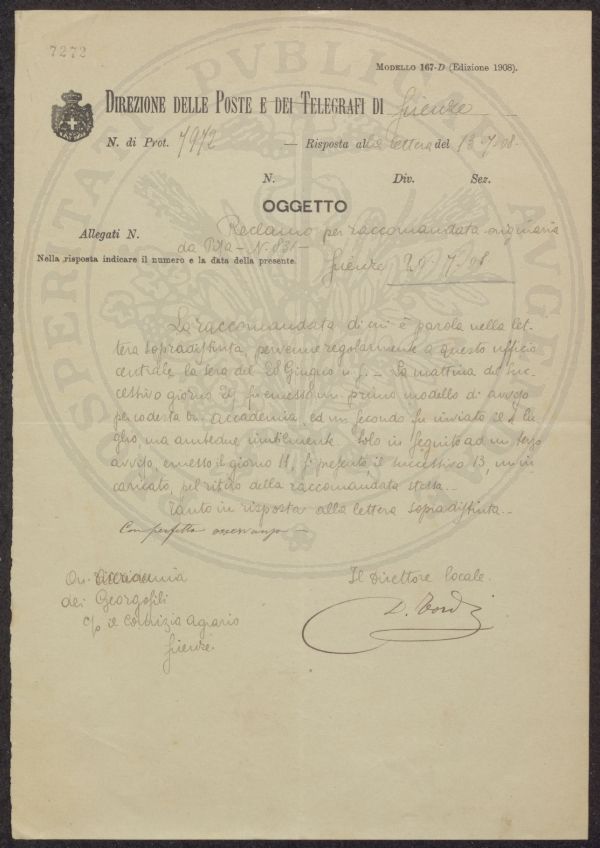 7272
MODELLO 167-D (Edizione 1908).
DIREZIONE DELLE POSTE E DEI TELEGRAFI DI Firenze
N. di Prot. 7972 — Risposta alla lettera del 13.7.08.
N. Div. Sez.
OGGETTO
Allegati N. Reclamo per raccomandata originaria
da Pisa - N. 831 -
Nella risposta indicare il numero e la data della presente.
Firenze 20.7.08
La raccomandata di cui è parola nella let-
tera sopradistinta, pervenne regolarmente a questo ufficio
centrale la sera del 28 Giugno u. s. - La mattina del suc-
cessivo giorno 29 fu emesso un primo modello di avviso
per codesta On. Accademia, ed un secondo fu inviato il 4 lu-
glio, ma ambedue inutilmente. Solo in seguito ad un terzo
avviso, emesso il giorno 11, si presentò, il successivo 13, un in-
caricato, pel ritiro della raccomandata stessa. -
Tanto in risposta alla lettera sopradistinta. -
Con perfetta osservanza -
On. Accademia
dei Georgofili
c/o il Comizio Agrario
Firenze
Il Direttore locale.
D. Tordi